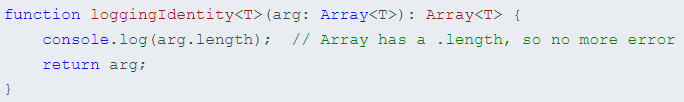 function loggingIdentity<T>(arg: Array<T>): Array<T> {
    console.log(arg.length);  // Array has a .length, so no more error
    return arg;
}